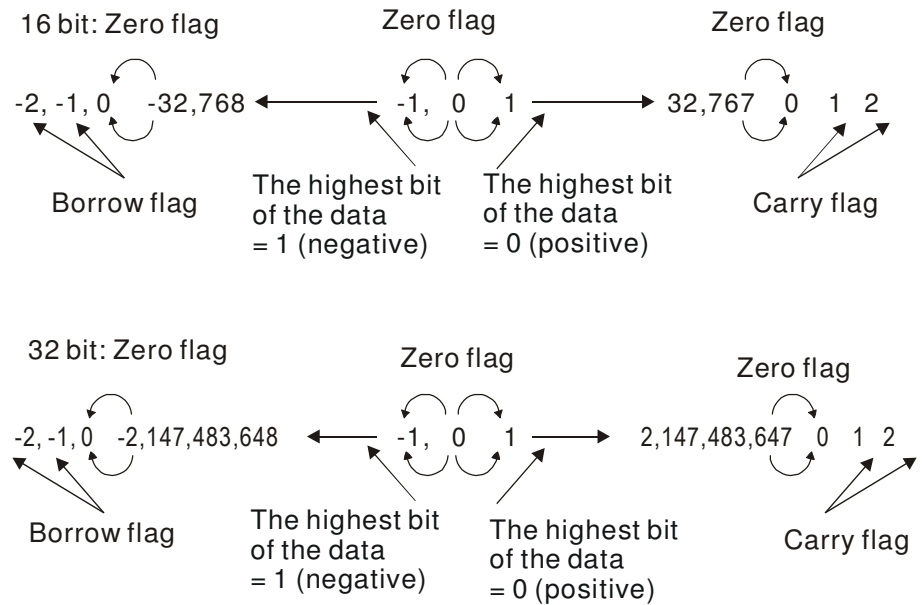 16 bit: Zero flag Zero flag Zero flag
-2, -1, 0 -32,768 -1, 0 1 32,767 0 1 2
Borrow flag
The highest bit
of the data
= 1 (negative)
The highest bit
of the data
= 0 (positive)
Carry flag
32 bit: Zero flag Zero flag Zero flag
-2, -1, 0 -2,147,483,648 -1, 0 1 2,147,483,647 0 1 2
Borrow flag
The highest bit
of the data
= 1 (negative)
The highest bit
of the data
= 0 (positive)
Carry flag